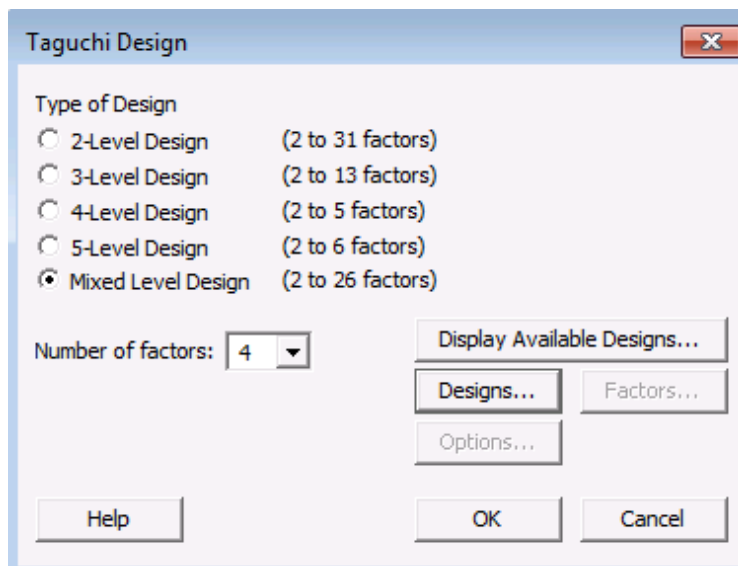 Taguchi Design
Type of Design
2-Level Design (2 to 31 factors)
3-Level Design (2 to 13 factors)
4-Level Design (2 to 5 factors)
5-Level Design (2 to 6 factors)
Mixed Level Design (2 to 26 factors)
Number of factors: 4
Display Available Designs...
Designs... Factors...
Options...
Help OK Cancel